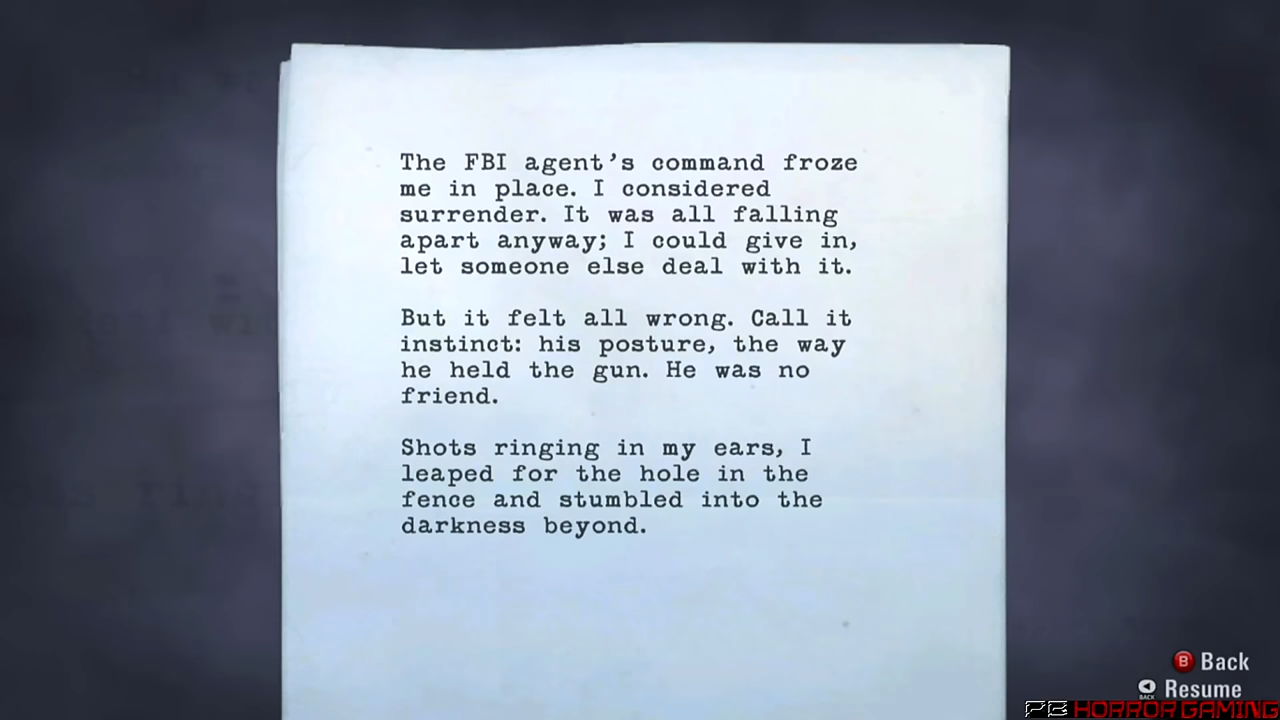 The FBI agent's command froze
me in place. I considered
surrender. It was all falling
apart anyway; I could give in,
let someone else deal with it.
But it felt all wrong. Call it
instinct: his posture, the way
he held the gun. He was no
friend.
Shots ringing in my ears, I
leaped for the hole in the
fence and stumbled into the
darkness beyond.
B Back
BACK Resume
HORROR GAMING